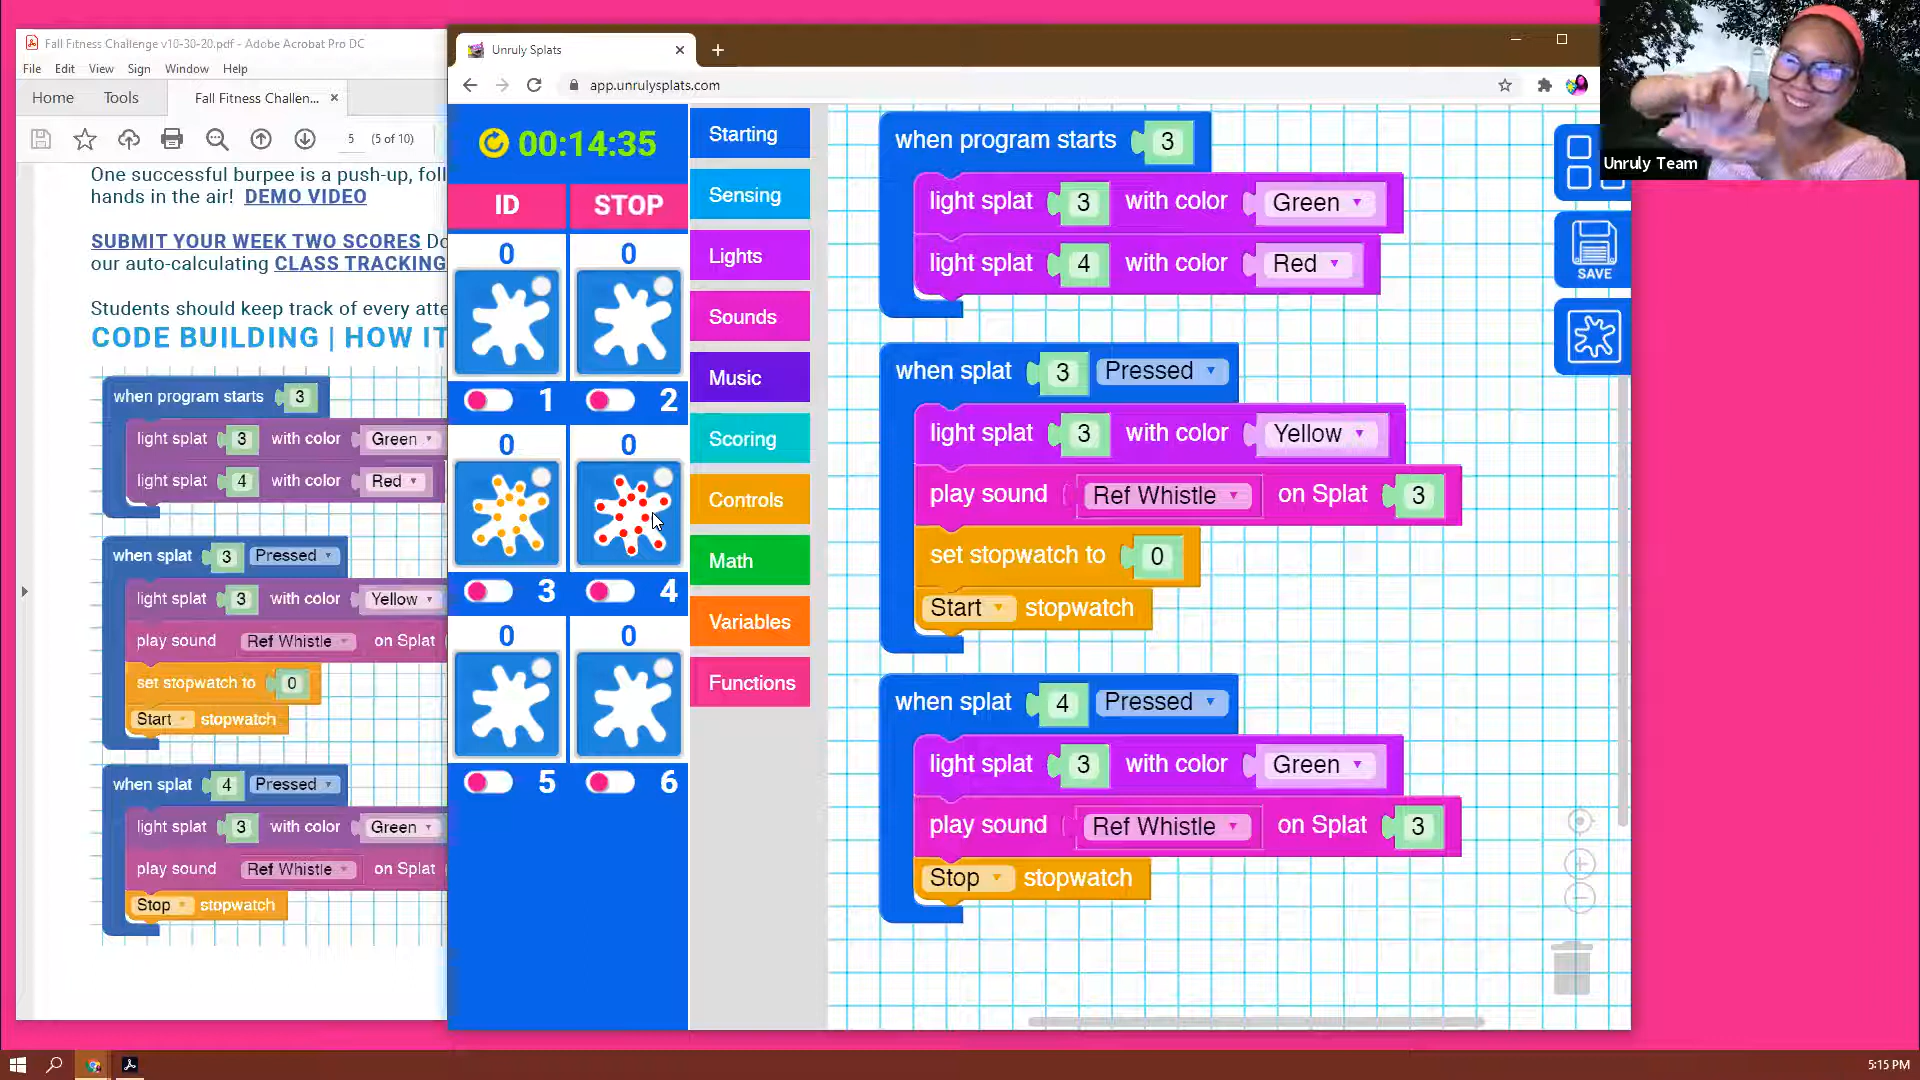 Fall Fitness Challenge v10-30-20.pdf - Adobe Acrobat Pro DC
File Edit View Sign Window Help
Home Tools Fall Fitness Challen... ×
5 (5 of 10)
One successful burpee is a push-up, foll
hands in the air! DEMO VIDEO
SUBMIT YOUR WEEK TWO SCORES Do
our auto-calculating CLASS TRACKING
Students should keep track of every atte
CODE BUILDING | HOW IT
when program starts 3
light splat 3 with color Green
light splat 4 with color Red
when splat 3 Pressed
light splat 3 with color Yellow
play sound Ref Whistle on Splat
set stopwatch to 0
Start stopwatch
when splat 4 Pressed
light splat 3 with color Green
play sound Ref Whistle on Splat
Stop stopwatch
Unruly Splats
app.unrulysplats.com
00:14:35
ID STOP
0 0
1 2
0 0
3 4
0 0
5 6
Starting
Sensing
Lights
Sounds
Music
Scoring
Controls
Math
Variables
Functions
when program starts 3
light splat 3 with color Green
light splat 4 with color Red
when splat 3 Pressed
light splat 3 with color Yellow
play sound Ref Whistle on Splat 3
set stopwatch to 0
Start stopwatch
when splat 4 Pressed
light splat 3 with color Green
play sound Ref Whistle on Splat 3
Stop stopwatch
SAVE
Unruly Team
5:15 PM